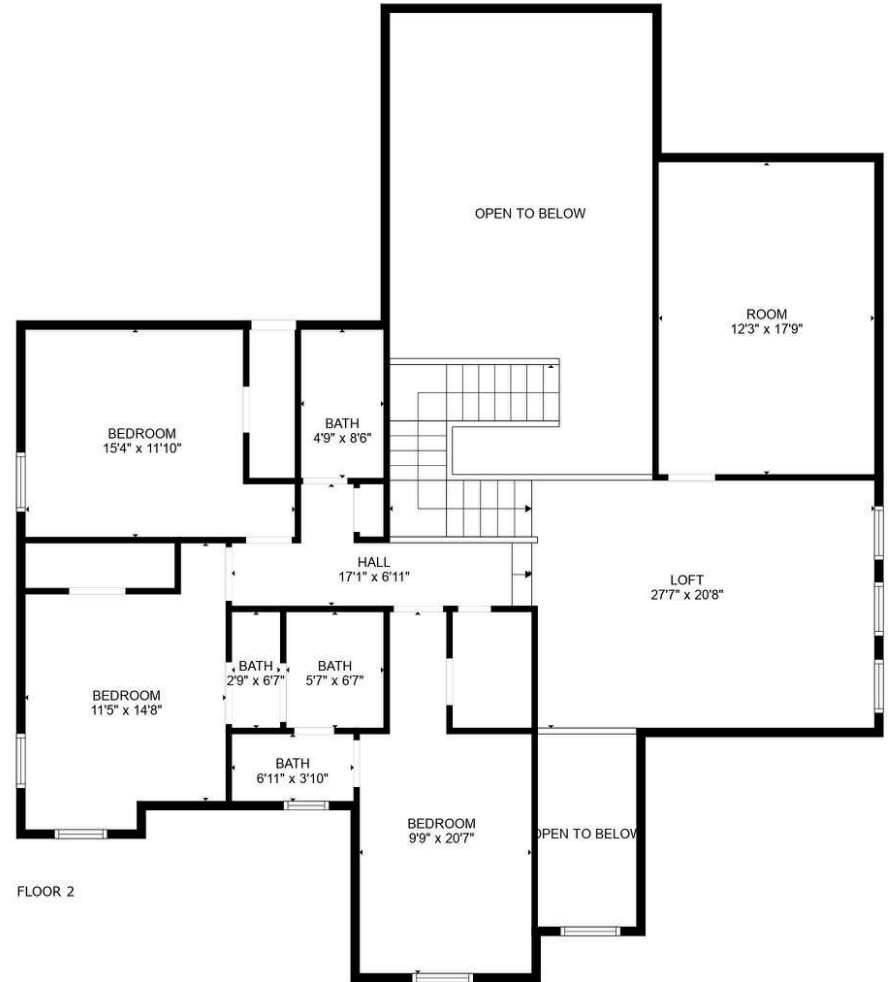 OPEN TO BELOW
ROOM
12'3" x 17'9"
BEDROOM
15'4" x 11'10"
BATH
4'9" x 8'6"
HALL
17'1" x 6'11"
LOFT
27'7" x 20'8"
BEDROOM
11'5" x 14'8"
BATH
2'9" x 6'7"
BATH
5'7" x 6'7"
BATH
6'11" x 3'10"
BEDROOM
9'9" x 20'7"
OPEN TO BELOW
FLOOR 2